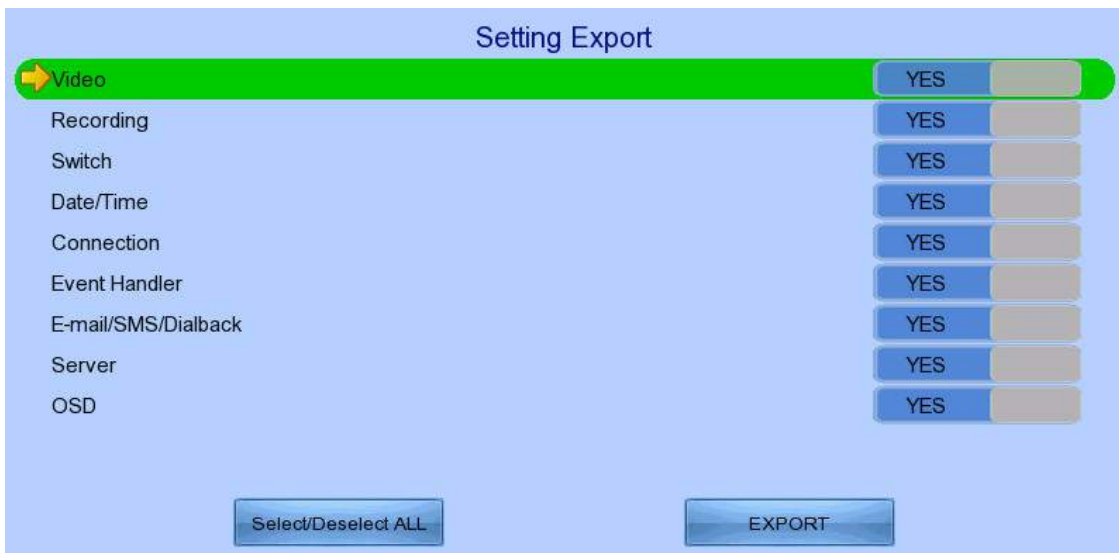 Setting Export
Video YES
Recording YES
Switch YES
Date/Time YES
Connection YES
Event Handler YES
E-mail/SMS/Dialback YES
Server YES
OSD YES
Select/Deselect ALL EXPORT